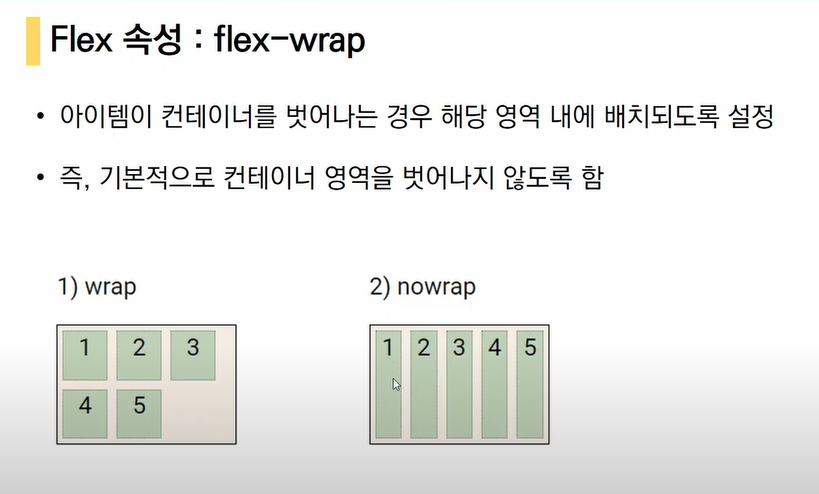 Flex 속성 : flex-wrap
• 아이템이 컨테이너를 벗어나는 경우 해당 영역 내에 배치되도록 설정
• 즉, 기본적으로 컨테이너 영역을 벗어나지 않도록 함
1) wrap
2) nowrap
1 2 3
4 5
1 2 3 4 5